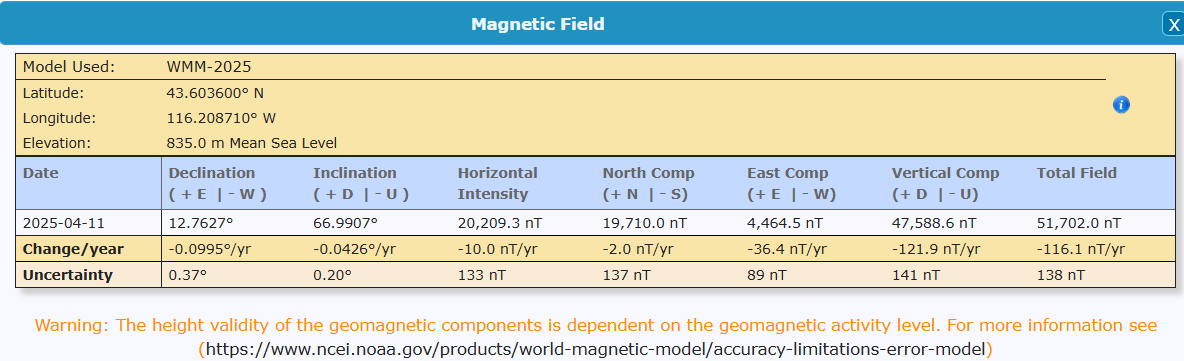 Magnetic Field
X
Model Used: WMM-2025
Latitude: 43.603600° N
Longitude: 116.208710° W
i
Elevation: 835.0 m Mean Sea Level
Date Declination Inclination Horizontal North Comp East Comp Vertical Comp Total Field
( + E | - W ) ( + D | - U ) Intensity (+ N | - S) (+ E | - W) (+ D | - U)
2025-04-11 12.7627° 66.9907° 20,209.3 nT 19,710.0 nT 4,464.5 nT 47,588.6 nT 51,702.0 nT
Change/year -0.0995°/yr -0.0426°/yr -10.0 nT/yr -2.0 nT/yr -36.4 nT/yr -121.9 nT/yr -116.1 nT/yr
Uncertainty 0.37° 0.20° 133 nT 137 nT 89 nT 141 nT 138 nT
Warning: The height validity of the geomagnetic components is dependent on the geomagnetic activity level. For more information see
(https://www.ncei.noaa.gov/products/world-magnetic-model/accuracy-limitations-error-model)